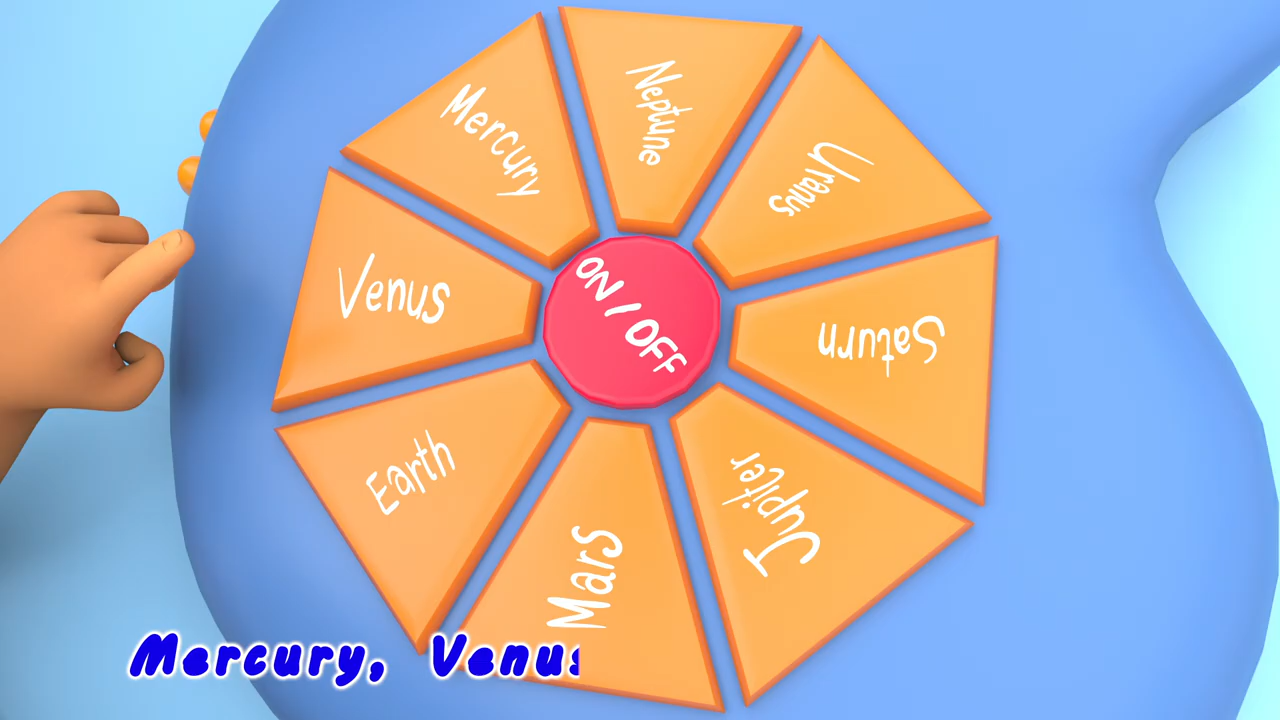 Neptune
Mercury
Uranus
Venus
ON / OFF
Saturn
Earth
Jupiter
Mars
Mercury, Venus